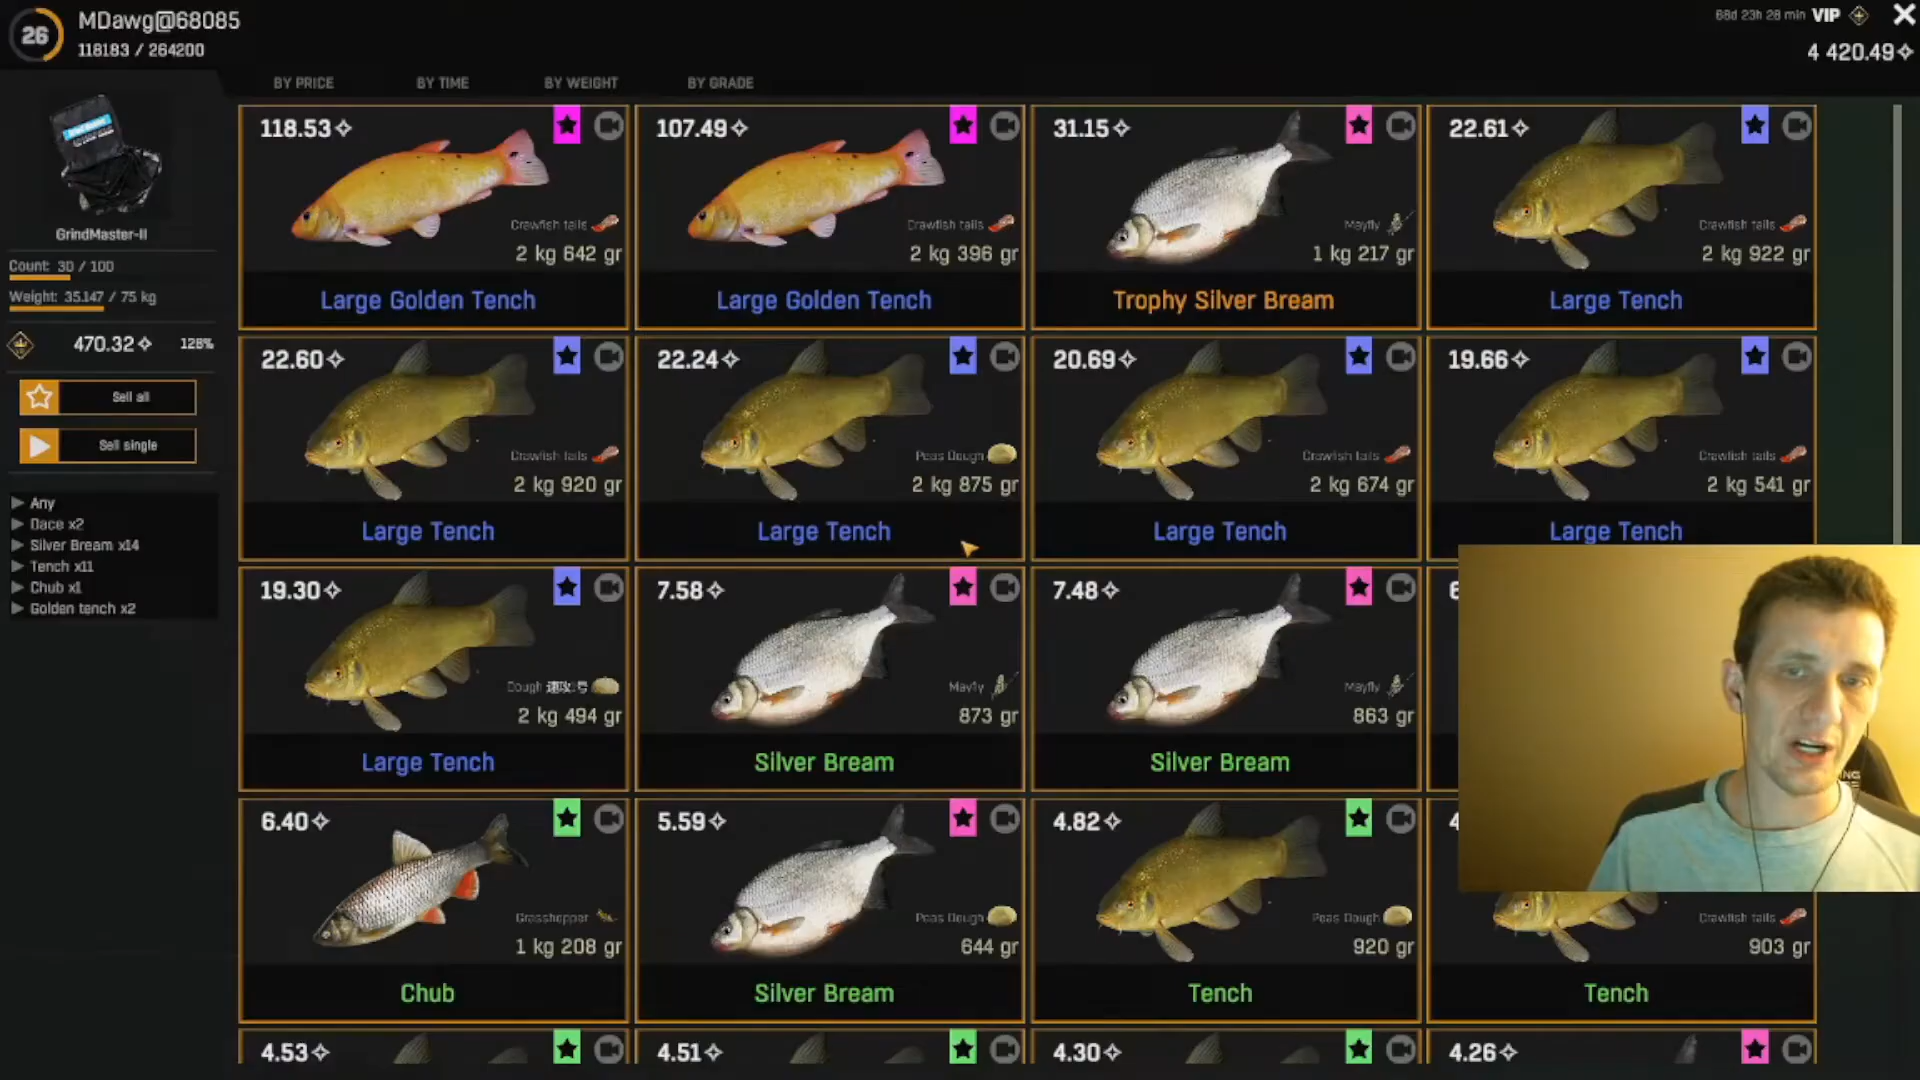 26
MDawg@68085
118183 / 264200
68d 23h 28 min VIP
4 420.49
BY PRICE
BY TIME
BY WEIGHT
BY GRADE
GrindMaster-II
Count: 30 / 100
Weight: 35.147 / 75 kg
470.32
128%
Sell all
Sell single
Any
Dace x2
Silver Bream x14
Tench x11
Chub x1
Golden tench x2
118.53
Crawfish tails
2 kg 642 gr
Large Golden Tench
107.49
Crawfish tails
2 kg 396 gr
Large Golden Tench
31.15
Mayfly
1 kg 217 gr
Trophy Silver Bream
22.61
Crawfish tails
2 kg 922 gr
Large Tench
22.60
Crawfish tails
2 kg 920 gr
Large Tench
22.24
Peas Dough
2 kg 875 gr
Large Tench
20.69
Crawfish tails
2 kg 674 gr
Large Tench
19.66
Crawfish tails
2 kg 541 gr
Large Tench
19.30
Dough 速攻号
2 kg 494 gr
Large Tench
7.58
Mayfly
873 gr
Silver Bream
7.48
Mayfly
863 gr
Silver Bream
6.40
Grasshopper
1 kg 208 gr
Chub
5.59
Peas Dough
644 gr
Silver Bream
4.82
Peas Dough
920 gr
Tench
Crawfish tails
903 gr
Tench
4.53
4.51
4.30
4.26